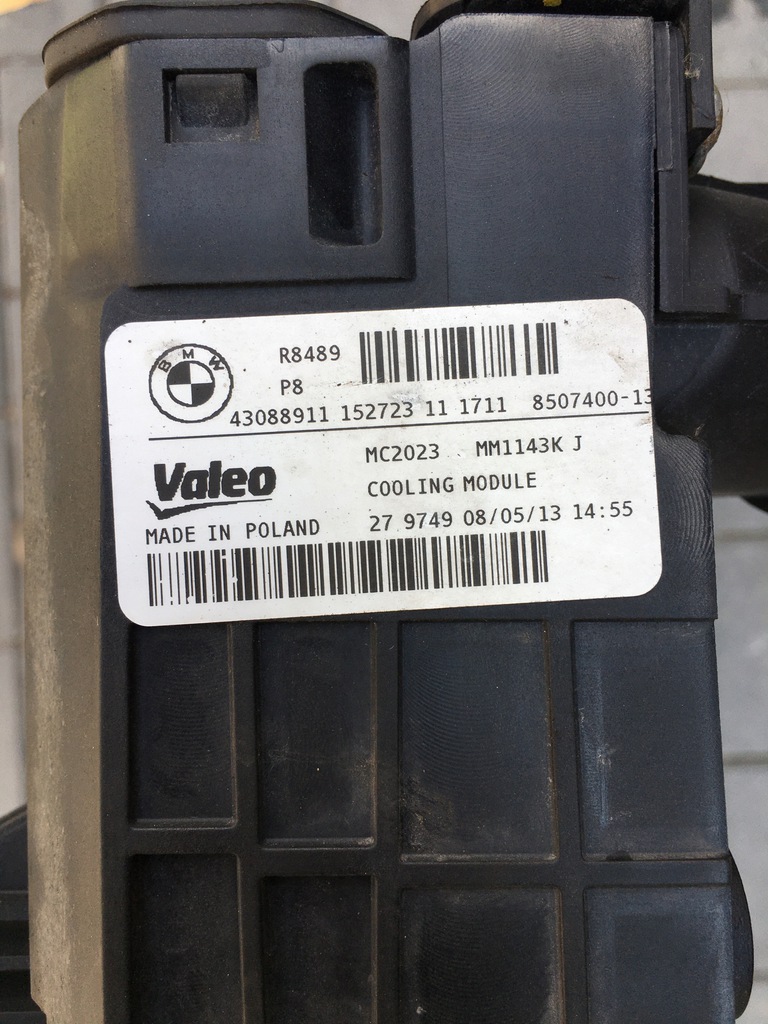 BMW
R8489
P8
43088911 152723 11 1711 8507400-13
Valeo
MC2023 MM1143K J
COOLING MODULE
MADE IN POLAND 27 9749 08/05/13 14:55